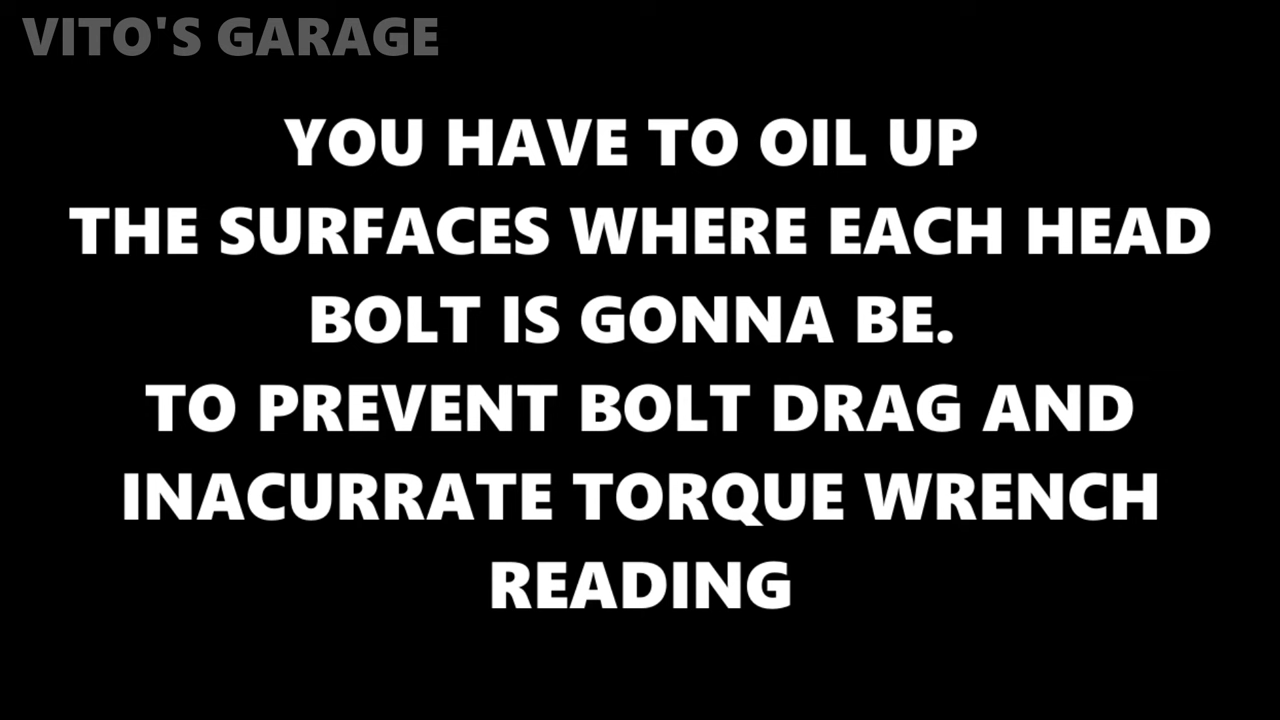 VITO'S GARAGE
YOU HAVE TO OIL UP
THE SURFACES WHERE EACH HEAD
BOLT IS GONNA BE.
TO PREVENT BOLT DRAG AND
INACURRATE TORQUE WRENCH
READING